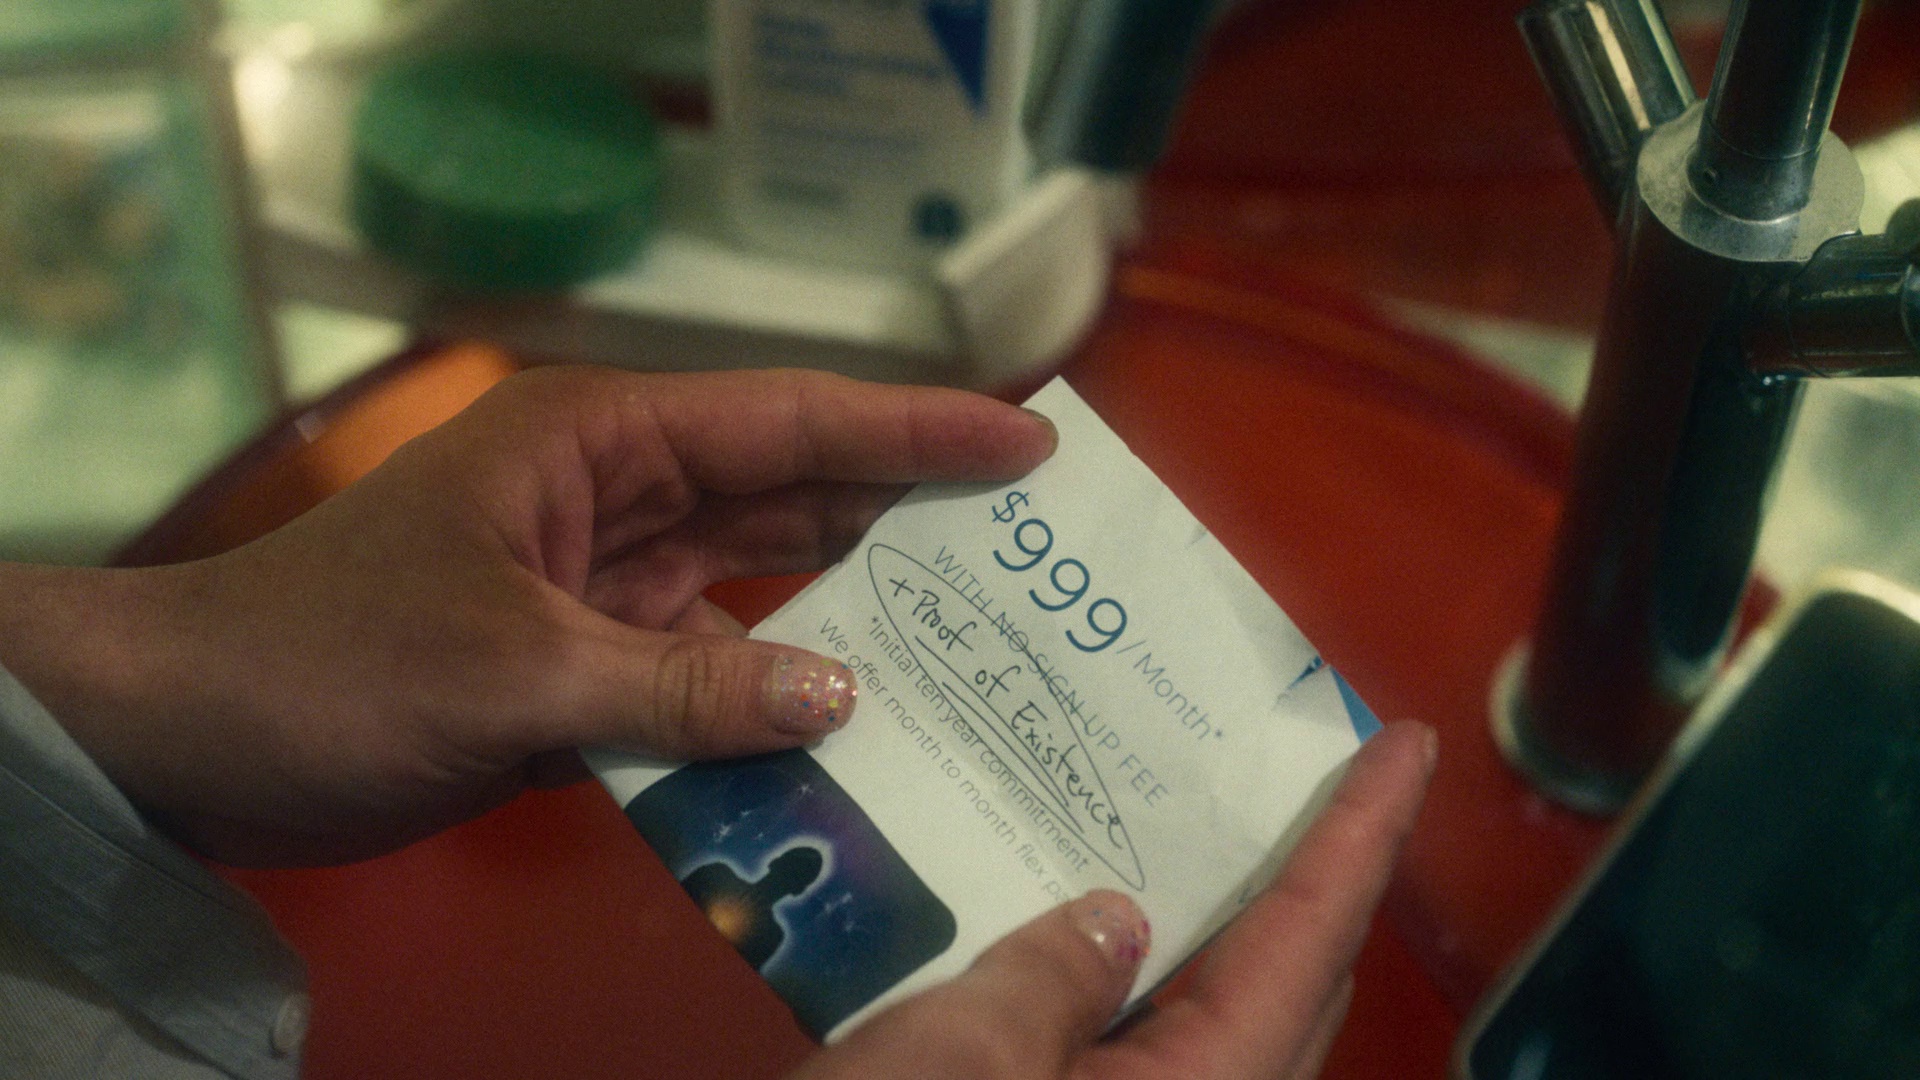 $999/Month*
WITH NO SIGN UP FEE
+ Proof of Existence
*Initial ten year commitment
We offer month to month flex